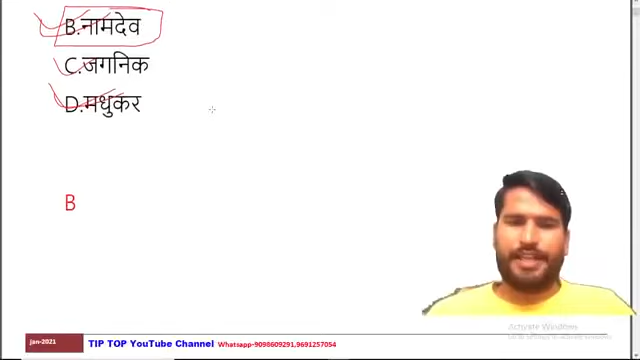 B.नामदेव
C.जगनिक
D.मधुकर
B
Activate Windows
Jan-2021 TIP TOP YouTube Channel Whatsapp-9098609291,9691257054